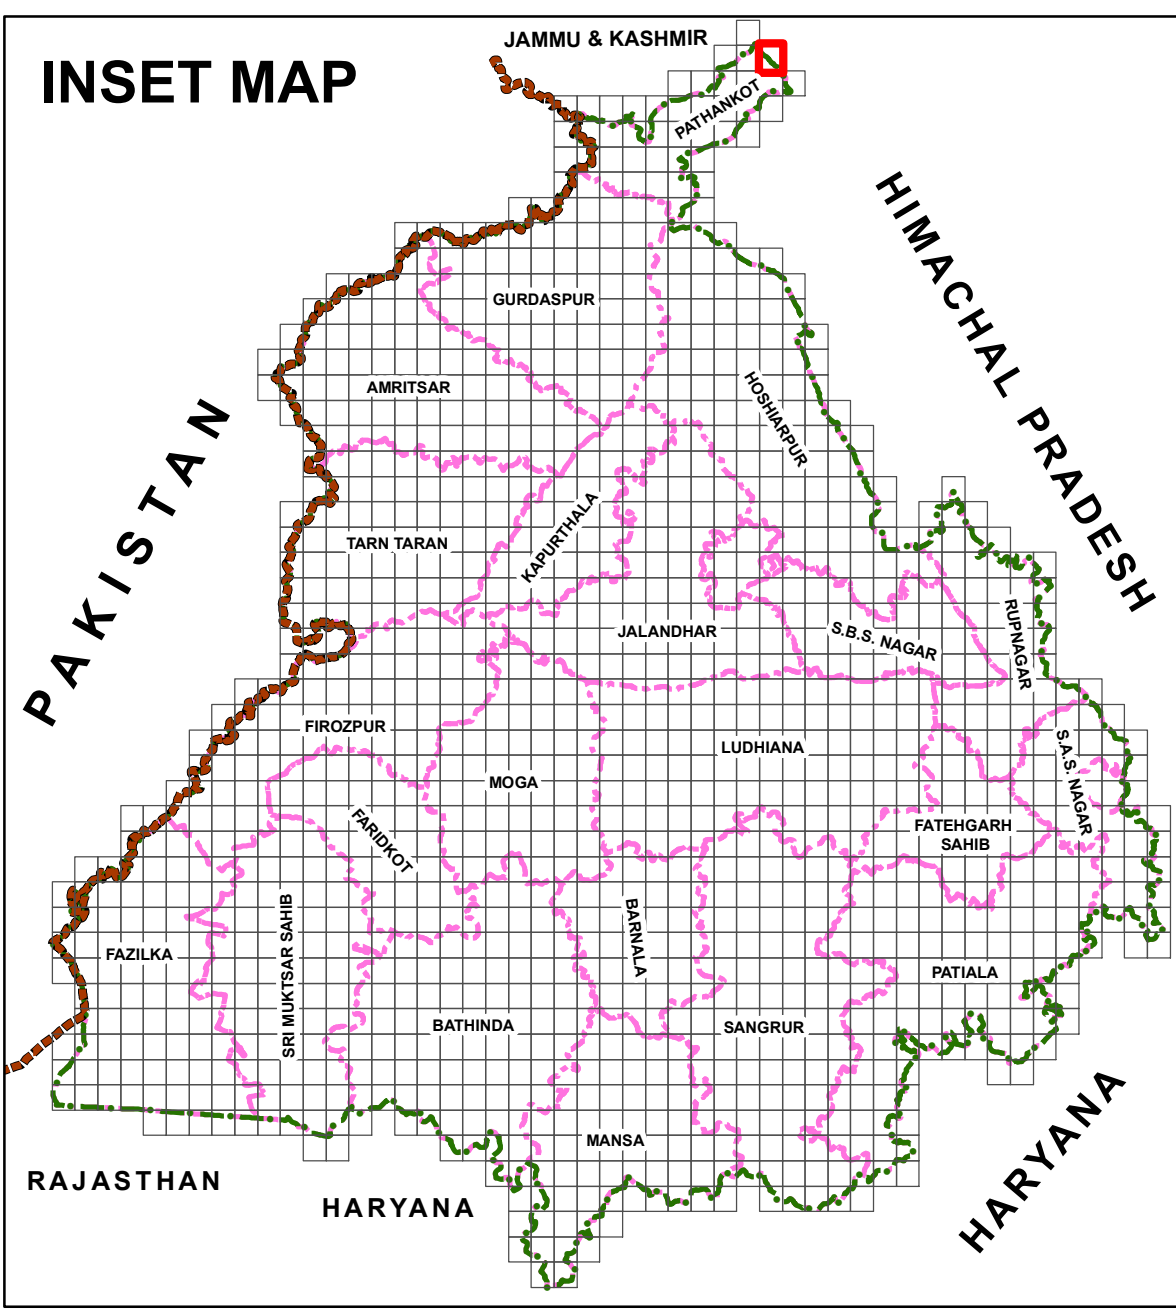 JAMMU & KASHMIR
INSET MAP
PATHANKOT
HIMACHAL PRADESH
GURDASPUR
AMRITSAR
HOSHIARPUR
PAKISTAN
KAPURTHALA
TARN TARAN
JALANDHAR
S.B.S. NAGAR
RUPNAGAR
FIROZPUR
LUDHIANA
S.A.S. NAGAR
MOGA
FARIDKOT
FATEHGARH
SAHIB
BARNALA
SRI MUKTSAR SAHIB
FAZILKA
PATIALA
BATHINDA
SANGRUR
MANSA
HARYANA
RAJASTHAN
HARYANA